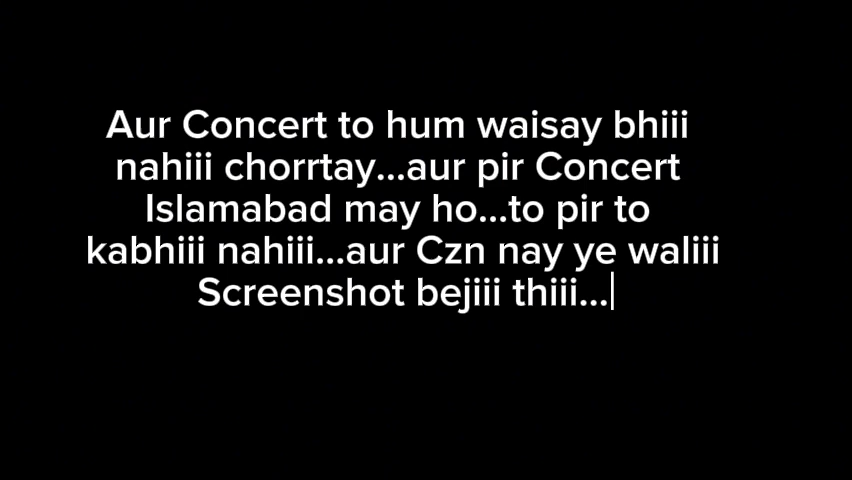 Aur Concert to hum waisay bhiii
nahiii chorrtay...aur pir Concert
Islamabad may ho...to pir to
kabhiii nahiii...aur Czn nay ye waliii
Screenshot bejiii thiii...